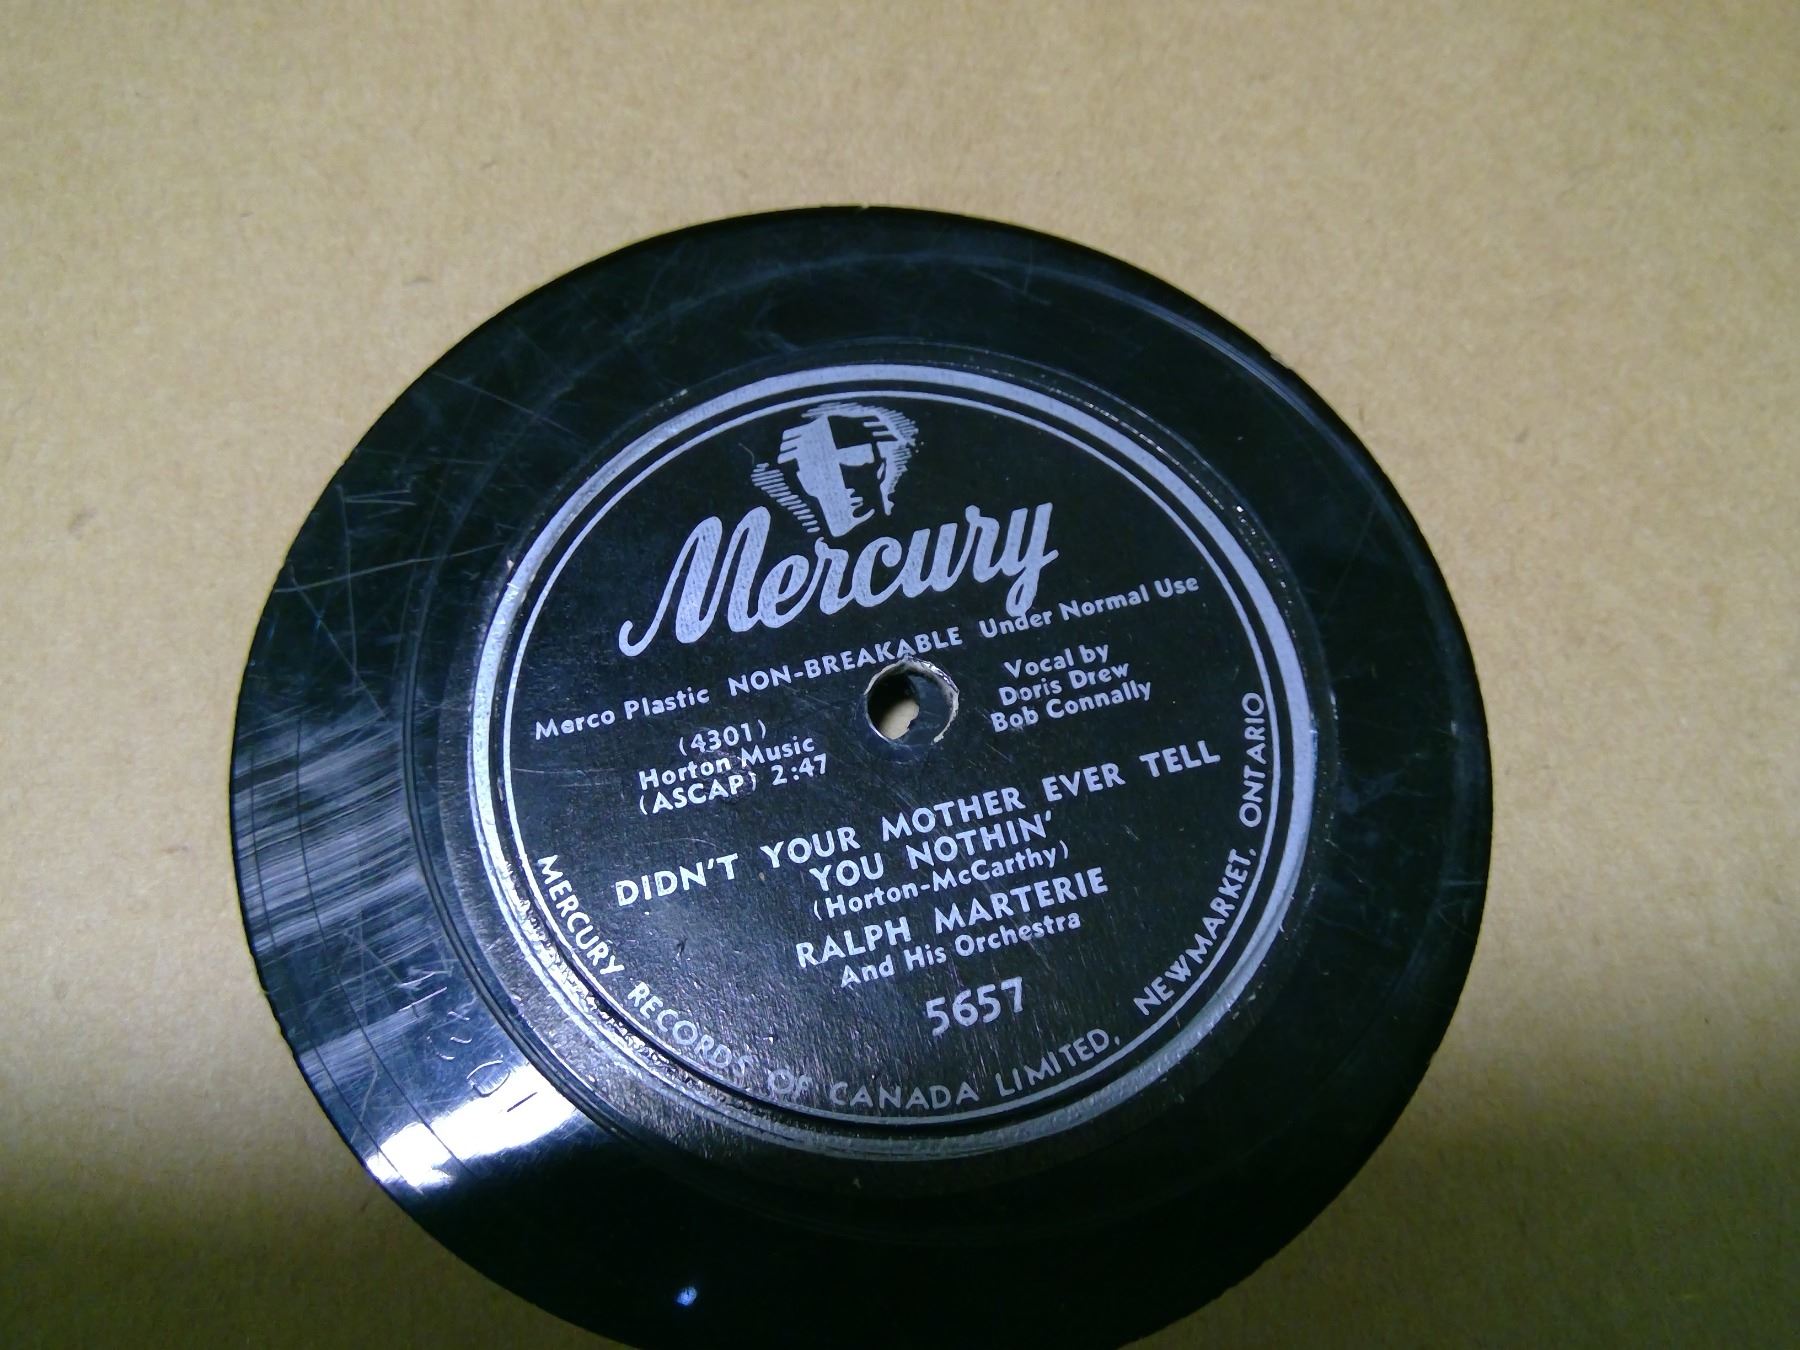 Mercury
Merco Plastic NON-BREAKABLE Under Normal Use
(4301)
Horton Music
(ASCAP) 2:47
Vocal by
Doris Drew
Bob Connally
DIDN'T YOUR MOTHER EVER TELL
YOU NOTHIN'
(Horton-McCarthy)
RALPH MARTERIE
And His Orchestra
5657
MERCURY RECORDS OF CANADA LIMITED, NEWMARKET, ONTARIO